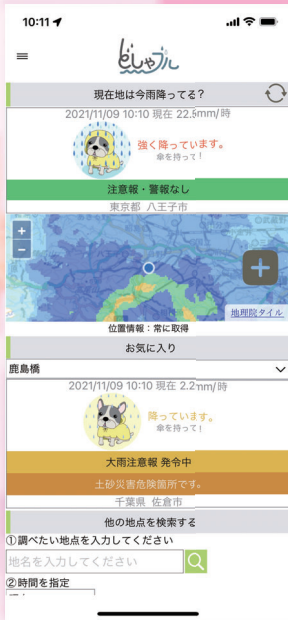 10:11
どしゃブル
現在地は今雨降ってる？
2021/11/09 10:10 現在 22.5mm/時
強く降っています。
傘を持って！
注意報・警報なし
東京都 八王子市
+
−
+
地理院タイル
位置情報：常に取得
お気に入り
鹿島橋
2021/11/09 10:10 現在 2.2mm/時
降っています。
傘を持って！
大雨注意報 発令中
土砂災害危険箇所です。
千葉県 佐倉市
他の地点を検索する
①調べたい地点を入力してください
地名を入力してください
②時間を指定